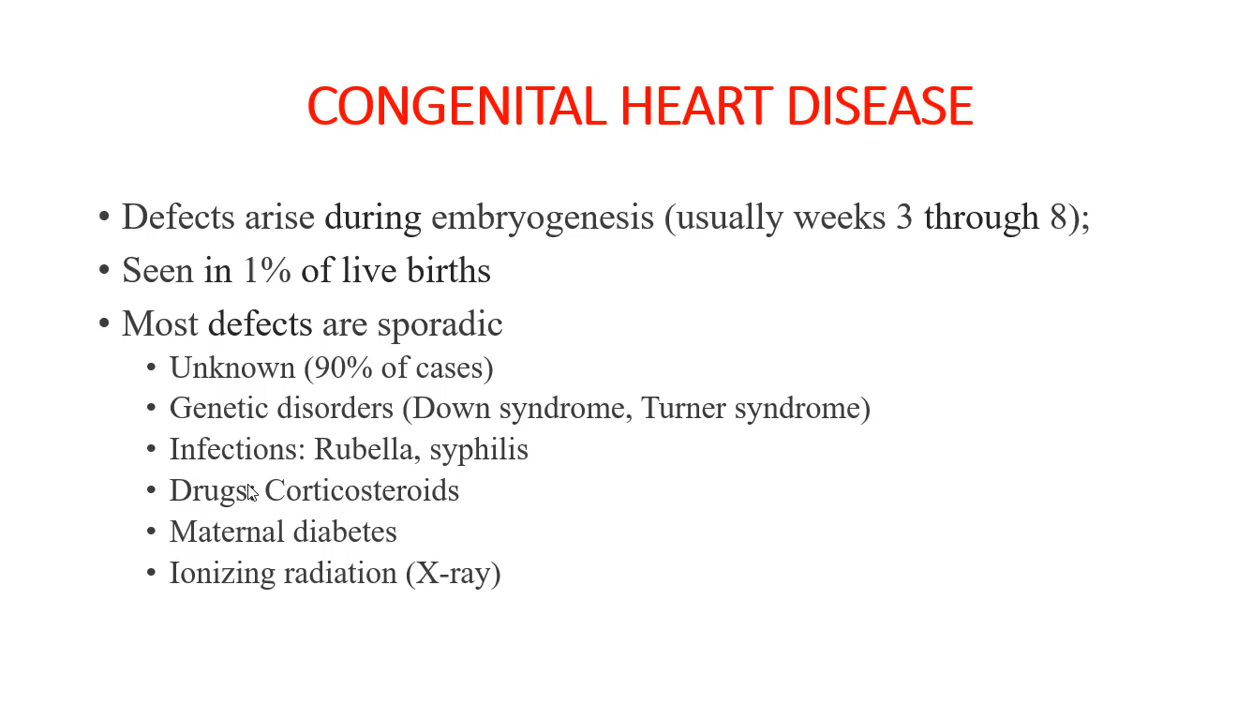 CONGENITAL HEART DISEASE
• Defects arise during embryogenesis (usually weeks 3 through 8);
• Seen in 1% of live births
• Most defects are sporadic
• Unknown (90% of cases)
• Genetic disorders (Down syndrome, Turner syndrome)
• Infections: Rubella, syphilis
• Drugs: Corticosteroids
• Maternal diabetes
• Ionizing radiation (X-ray)